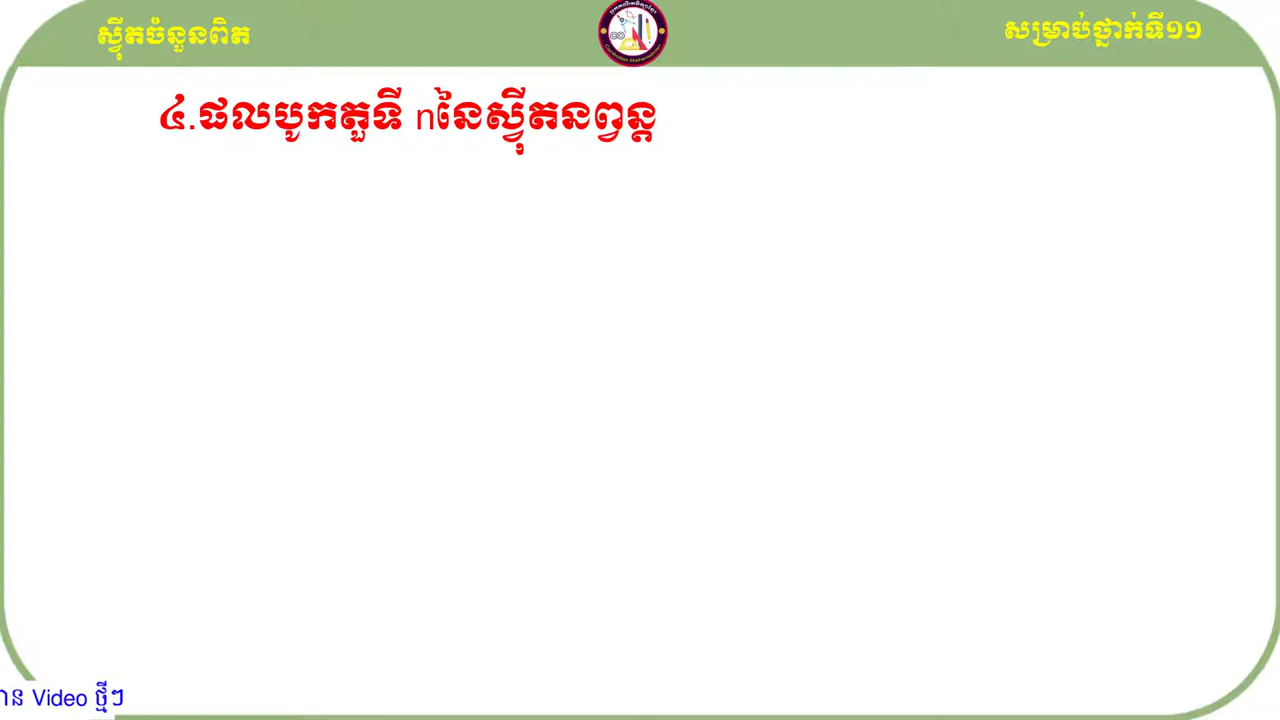 ស្វ៊ីតចំនួនពិត
សម្រាប់ថ្នាក់ទី១១
៤.ផលបូកតួទី nនៃស្វ៊ីតនព្វន្ត
Video ថ្មីៗ